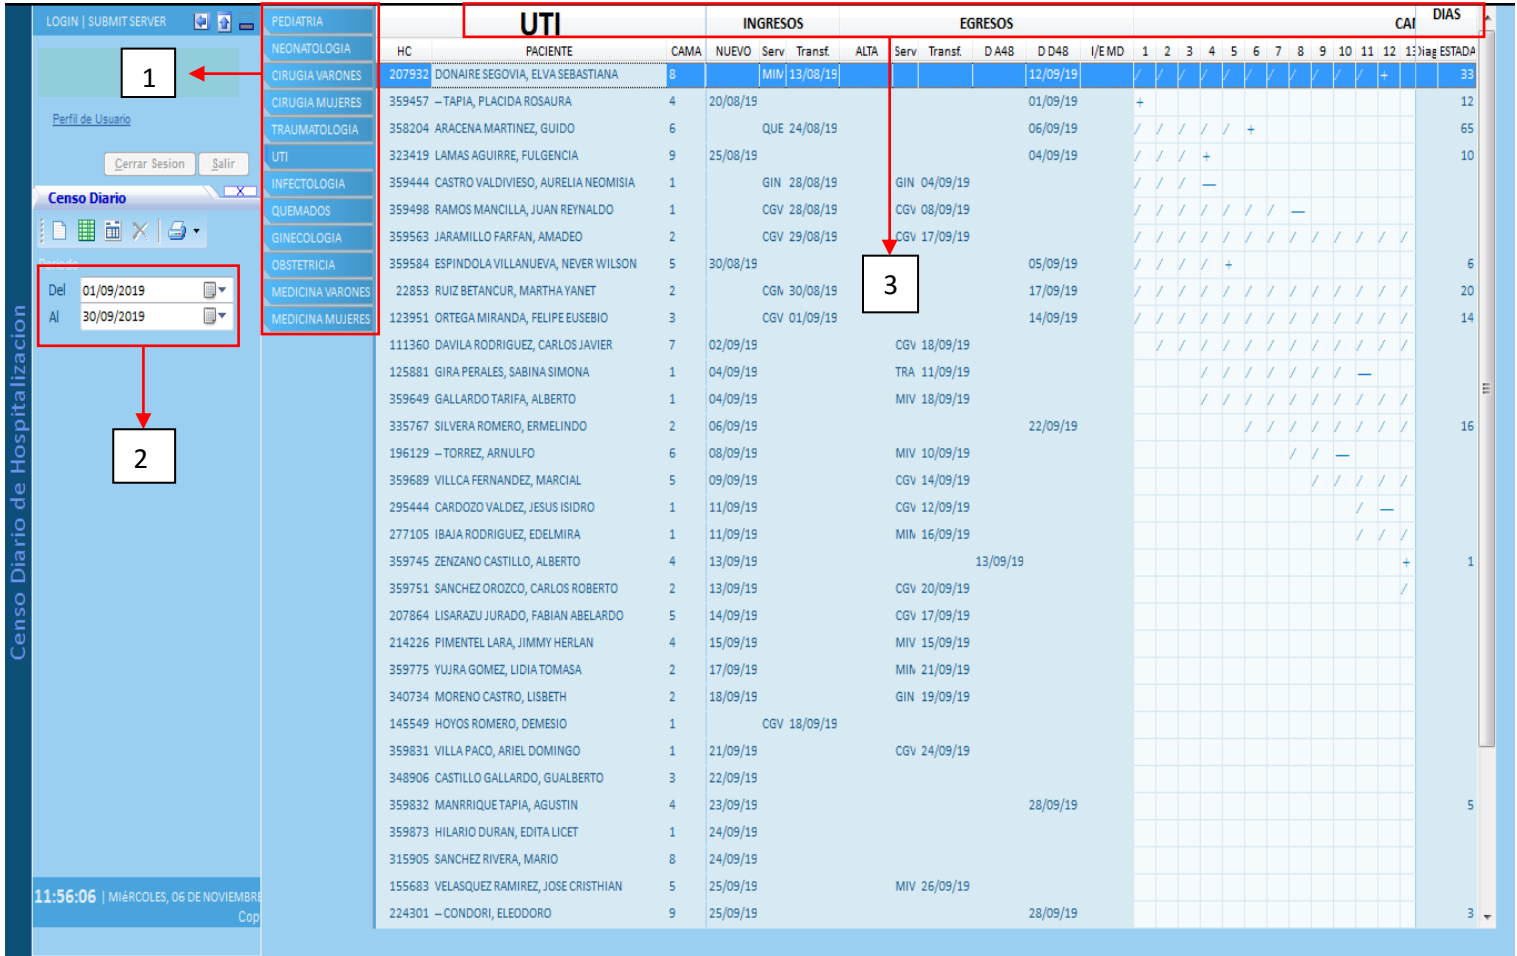 LOGIN | SUBMIT SERVER
1
Perfil de Usuario
Cerrar Sesion Salir
Censo Diario
Periodo
Del 01/09/2019
Al 30/09/2019
2
Censo Diario de Hospitalizacion
11:56:06 | MIéRCOLES, 06 DE NOVIEMBRE
Cop
PEDIATRIA
NEONATOLOGIA
CIRUGIA VARONES
CIRUGIA MUJERES
TRAUMATOLOGIA
UTI
INFECTOLOGIA
QUEMADOS
GINECOLOGIA
OBSTETRICIA
MEDICINA VARONES
MEDICINA MUJERES
UTI INGRESOS EGRESOS CAI DIAS
HC PACIENTE CAMA NUEVO Serv Transf. ALTA Serv Transf. D A48 D D48 I/E MD 1 2 3 4 5 6 7 8 9 10 11 12 13 Diag ESTADA
207932 DONAIRE SEGOVIA, ELVA SEBASTIANA 8 MIM 13/08/19 12/09/19 / / / / / / / / / / / + 33
359457 -- TAPIA, PLACIDA ROSAURA 4 20/08/19 01/09/19 + 12
358204 ARACENA MARTINEZ, GUIDO 6 QUE 24/08/19 06/09/19 / / / / / + 65
323419 LAMAS AGUIRRE, FULGENCIA 9 25/08/19 04/09/19 / / / + 10
359444 CASTRO VALDIVIESO, AURELIA NEOMISIA 1 GIN 28/08/19 GIN 04/09/19 / / / —
359498 RAMOS MANCILLA, JUAN REYNALDO 1 CGV 28/08/19 CGV 08/09/19 / / / / / / / —
359563 JARAMILLO FARFAN, AMADEO 2 CGV 29/08/19 CGV 17/09/19 / / / / / / / / / / / / /
359584 ESPINDOLA VILLANUEVA, NEVER WILSON 5 30/08/19 05/09/19 / / / / + 6
22853 RUIZ BETANCUR, MARTHA YANET 2 CGM 30/08/19 17/09/19 / / / / / / / / / / / / / 20
123951 ORTEGA MIRANDA, FELIPE EUSEBIO 3 CGV 01/09/19 14/09/19 / / / / / / / / / / / / / 14
111360 DAVILA RODRIGUEZ, CARLOS JAVIER 7 02/09/19 CGV 18/09/19 / / / / / / / / / / / /
125881 GIRA PERALES, SABINA SIMONA 1 04/09/19 TRA 11/09/19 / / / / / / / —
359649 GALLARDO TARIFA, ALBERTO 1 04/09/19 MIV 18/09/19 / / / / / / / / / /
335767 SILVERA ROMERO, ERMELINDO 2 06/09/19 22/09/19 / / / / / / / / 16
196129 -- TORREZ, ARNULFO 6 08/09/19 MIV 10/09/19 / / —
359689 VILLCA FERNANDEZ, MARCIAL 5 09/09/19 CGV 14/09/19 / / / / /
295444 CARDOZO VALDEZ, JESUS ISIDRO 1 11/09/19 CGV 12/09/19 / —
277105 IBAJA RODRIGUEZ, EDELMIRA 1 11/09/19 MIM 16/09/19 / / /
359745 ZENZANO CASTILLO, ALBERTO 4 13/09/19 13/09/19 + 1
359751 SANCHEZ OROZCO, CARLOS ROBERTO 2 13/09/19 CGV 20/09/19 /
207864 LISARAZU JURADO, FABIAN ABELARDO 5 14/09/19 CGV 17/09/19
214226 PIMENTEL LARA, JIMMY HERLAN 4 15/09/19 MIV 15/09/19
359775 YUJRA GOMEZ, LIDIA TOMASA 2 17/09/19 MIM 21/09/19
340734 MORENO CASTRO, LISBETH 2 18/09/19 GIN 19/09/19
145549 HOYOS ROMERO, DEMESIO 1 CGV 18/09/19
359831 VILLA PACO, ARIEL DOMINGO 1 21/09/19 CGV 24/09/19
348906 CASTILLO GALLARDO, GUALBERTO 3 22/09/19
359832 MANRRIQUE TAPIA, AGUSTIN 4 23/09/19 28/09/19 5
359873 HILARIO DURAN, EDITA LICET 1 24/09/19
315905 SANCHEZ RIVERA, MARIO 8 24/09/19
155683 VELASQUEZ RAMIREZ, JOSE CRISTHIAN 5 25/09/19 MIV 26/09/19
224301 -- CONDORI, ELEODORO 9 25/09/19 28/09/19 3
3